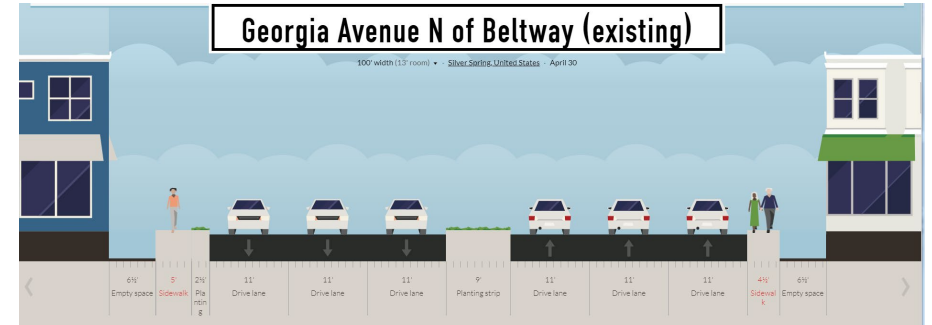 Georgia Avenue N of Beltway (existing)
100' width (13' room) ▾ · Silver Spring, United States · April 30
6½' 5' 2½' 11' 11' 11' 9' 11' 11' 11' 4½' 6½'
Empty space Sidewalk Pla Drive lane Drive lane Drive lane Planting strip Drive lane Drive lane Drive lane Sidewal Empty space
ntin k
g